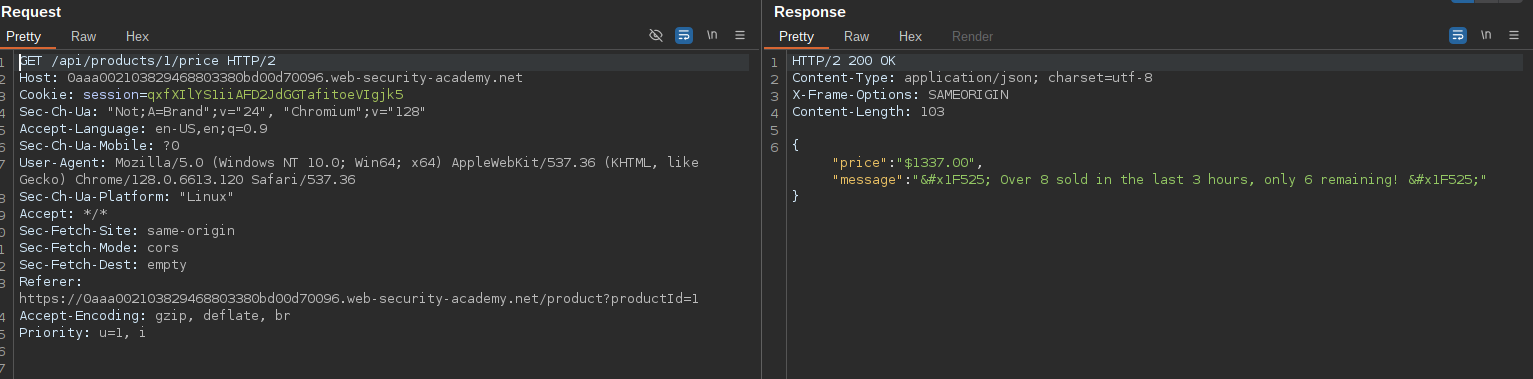 Request
Pretty Raw Hex \n
1 GET /api/products/1/price HTTP/2
2 Host: 0aaa002103829468803380bd00d70096.web-security-academy.net
3 Cookie: session=qxfXIlYS1iiAFD2JdGGTafitoeVIgjk5
4 Sec-Ch-Ua: "Not;A=Brand";v="24", "Chromium";v="128"
5 Accept-Language: en-US,en;q=0.9
6 Sec-Ch-Ua-Mobile: ?0
7 User-Agent: Mozilla/5.0 (Windows NT 10.0; Win64; x64) AppleWebKit/537.36 (KHTML, like
Gecko) Chrome/128.0.6613.120 Safari/537.36
8 Sec-Ch-Ua-Platform: "Linux"
9 Accept: */*
0 Sec-Fetch-Site: same-origin
1 Sec-Fetch-Mode: cors
2 Sec-Fetch-Dest: empty
3 Referer:
https://0aaa002103829468803380bd00d70096.web-security-academy.net/product?productId=1
4 Accept-Encoding: gzip, deflate, br
5 Priority: u=1, i
6
7
Response
Pretty Raw Hex Render \n
1 HTTP/2 200 OK
2 Content-Type: application/json; charset=utf-8
3 X-Frame-Options: SAMEORIGIN
4 Content-Length: 103
5
6 {
"price":"$1337.00",
"message":"&#x1F525; Over 8 sold in the last 3 hours, only 6 remaining! &#x1F525;"
}